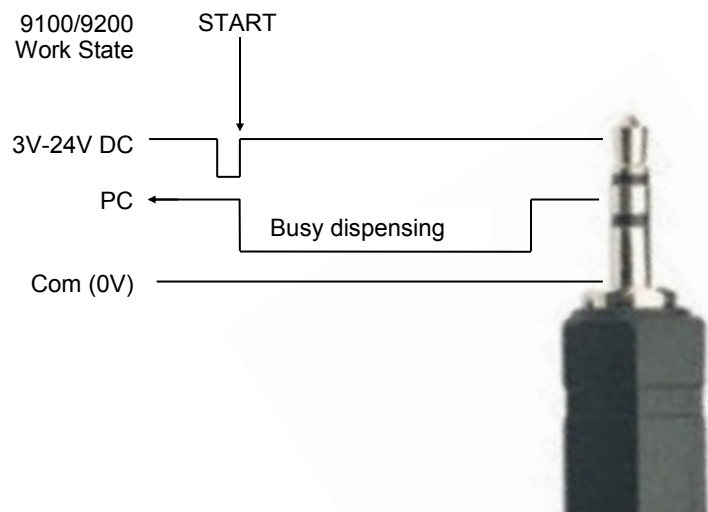 9100/9200
Work State
START
3V-24V DC
PC
Busy dispensing
Com (0V)